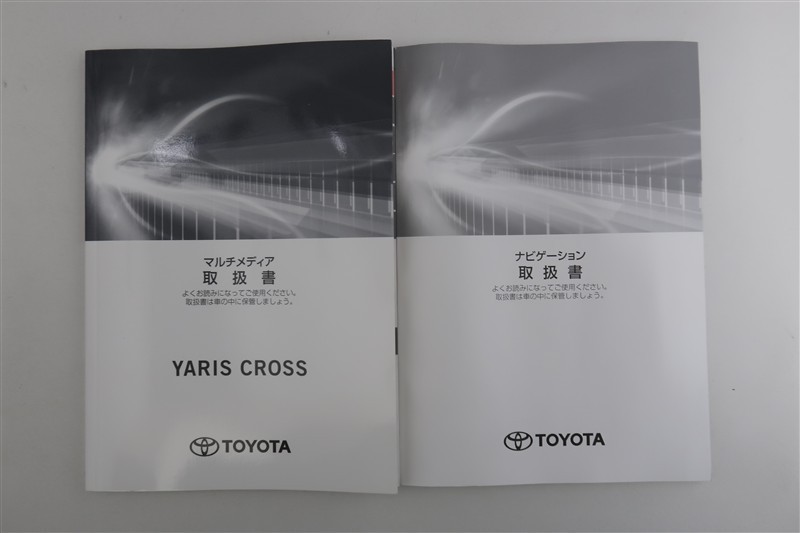 マルチメディア
取扱書
よくお読みになってご使用ください。
取扱書は車の中に保管しましょう。
YARIS CROSS
TOYOTA
ナビゲーション
取扱書
よくお読みになってご使用ください。
取扱書は車の中に保管しましょう。
TOYOTA